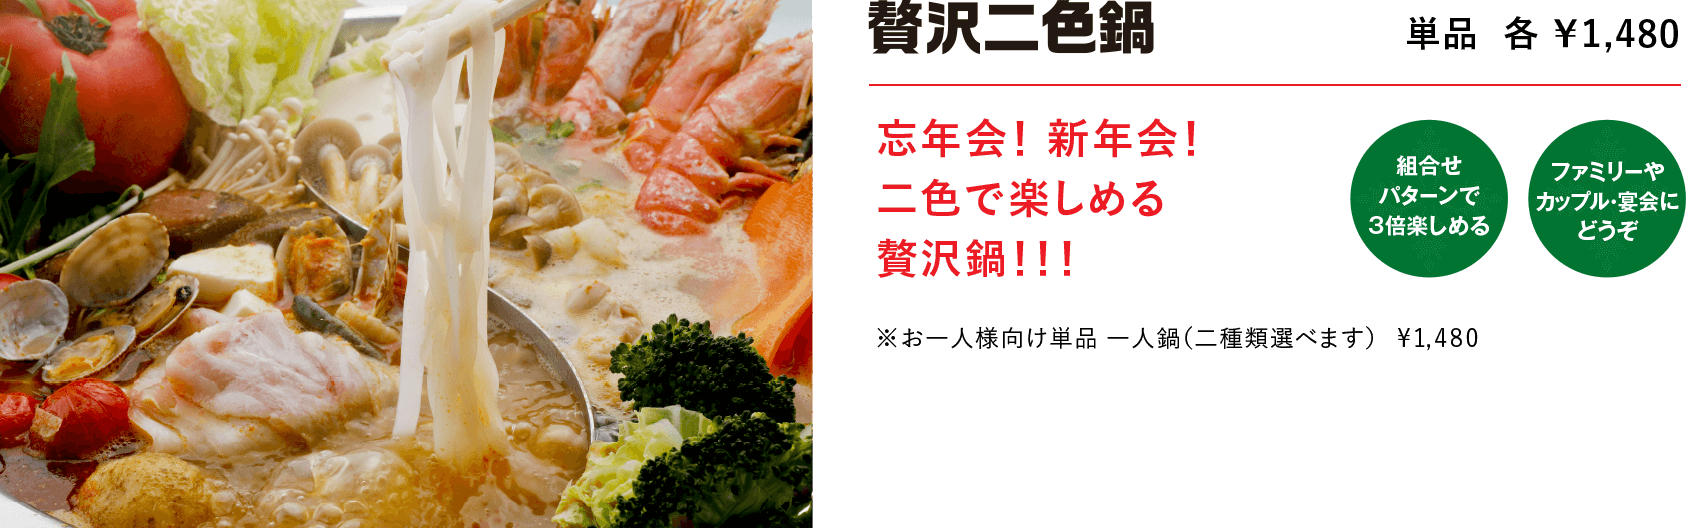 贅沢二色鍋
単品 各 ¥1,480
忘年会！新年会！
二色で楽しめる
贅沢鍋！！！
組合せ
パターンで
3倍楽しめる
ファミリーや
カップル・宴会に
どうぞ
※お一人様向け単品 一人鍋（二種類選べます） ¥1,480